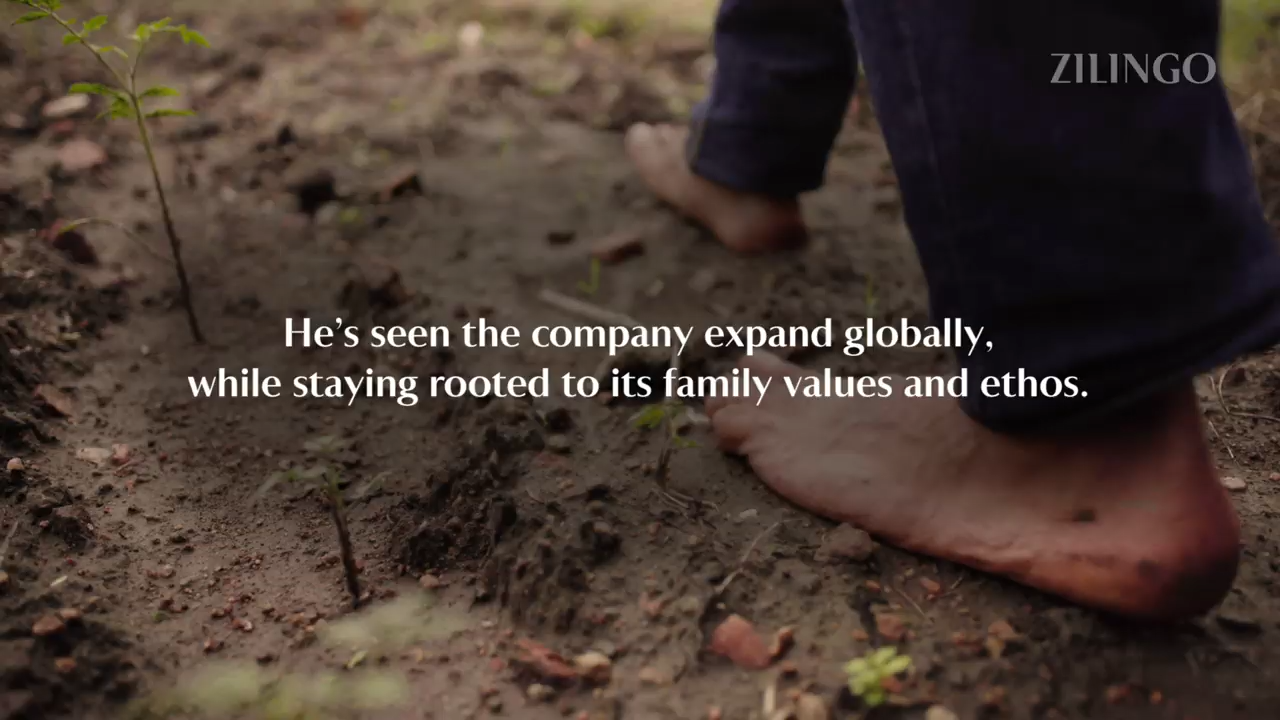 ZILINGO
He’s seen the company expand globally,
while staying rooted to its family values and ethos.